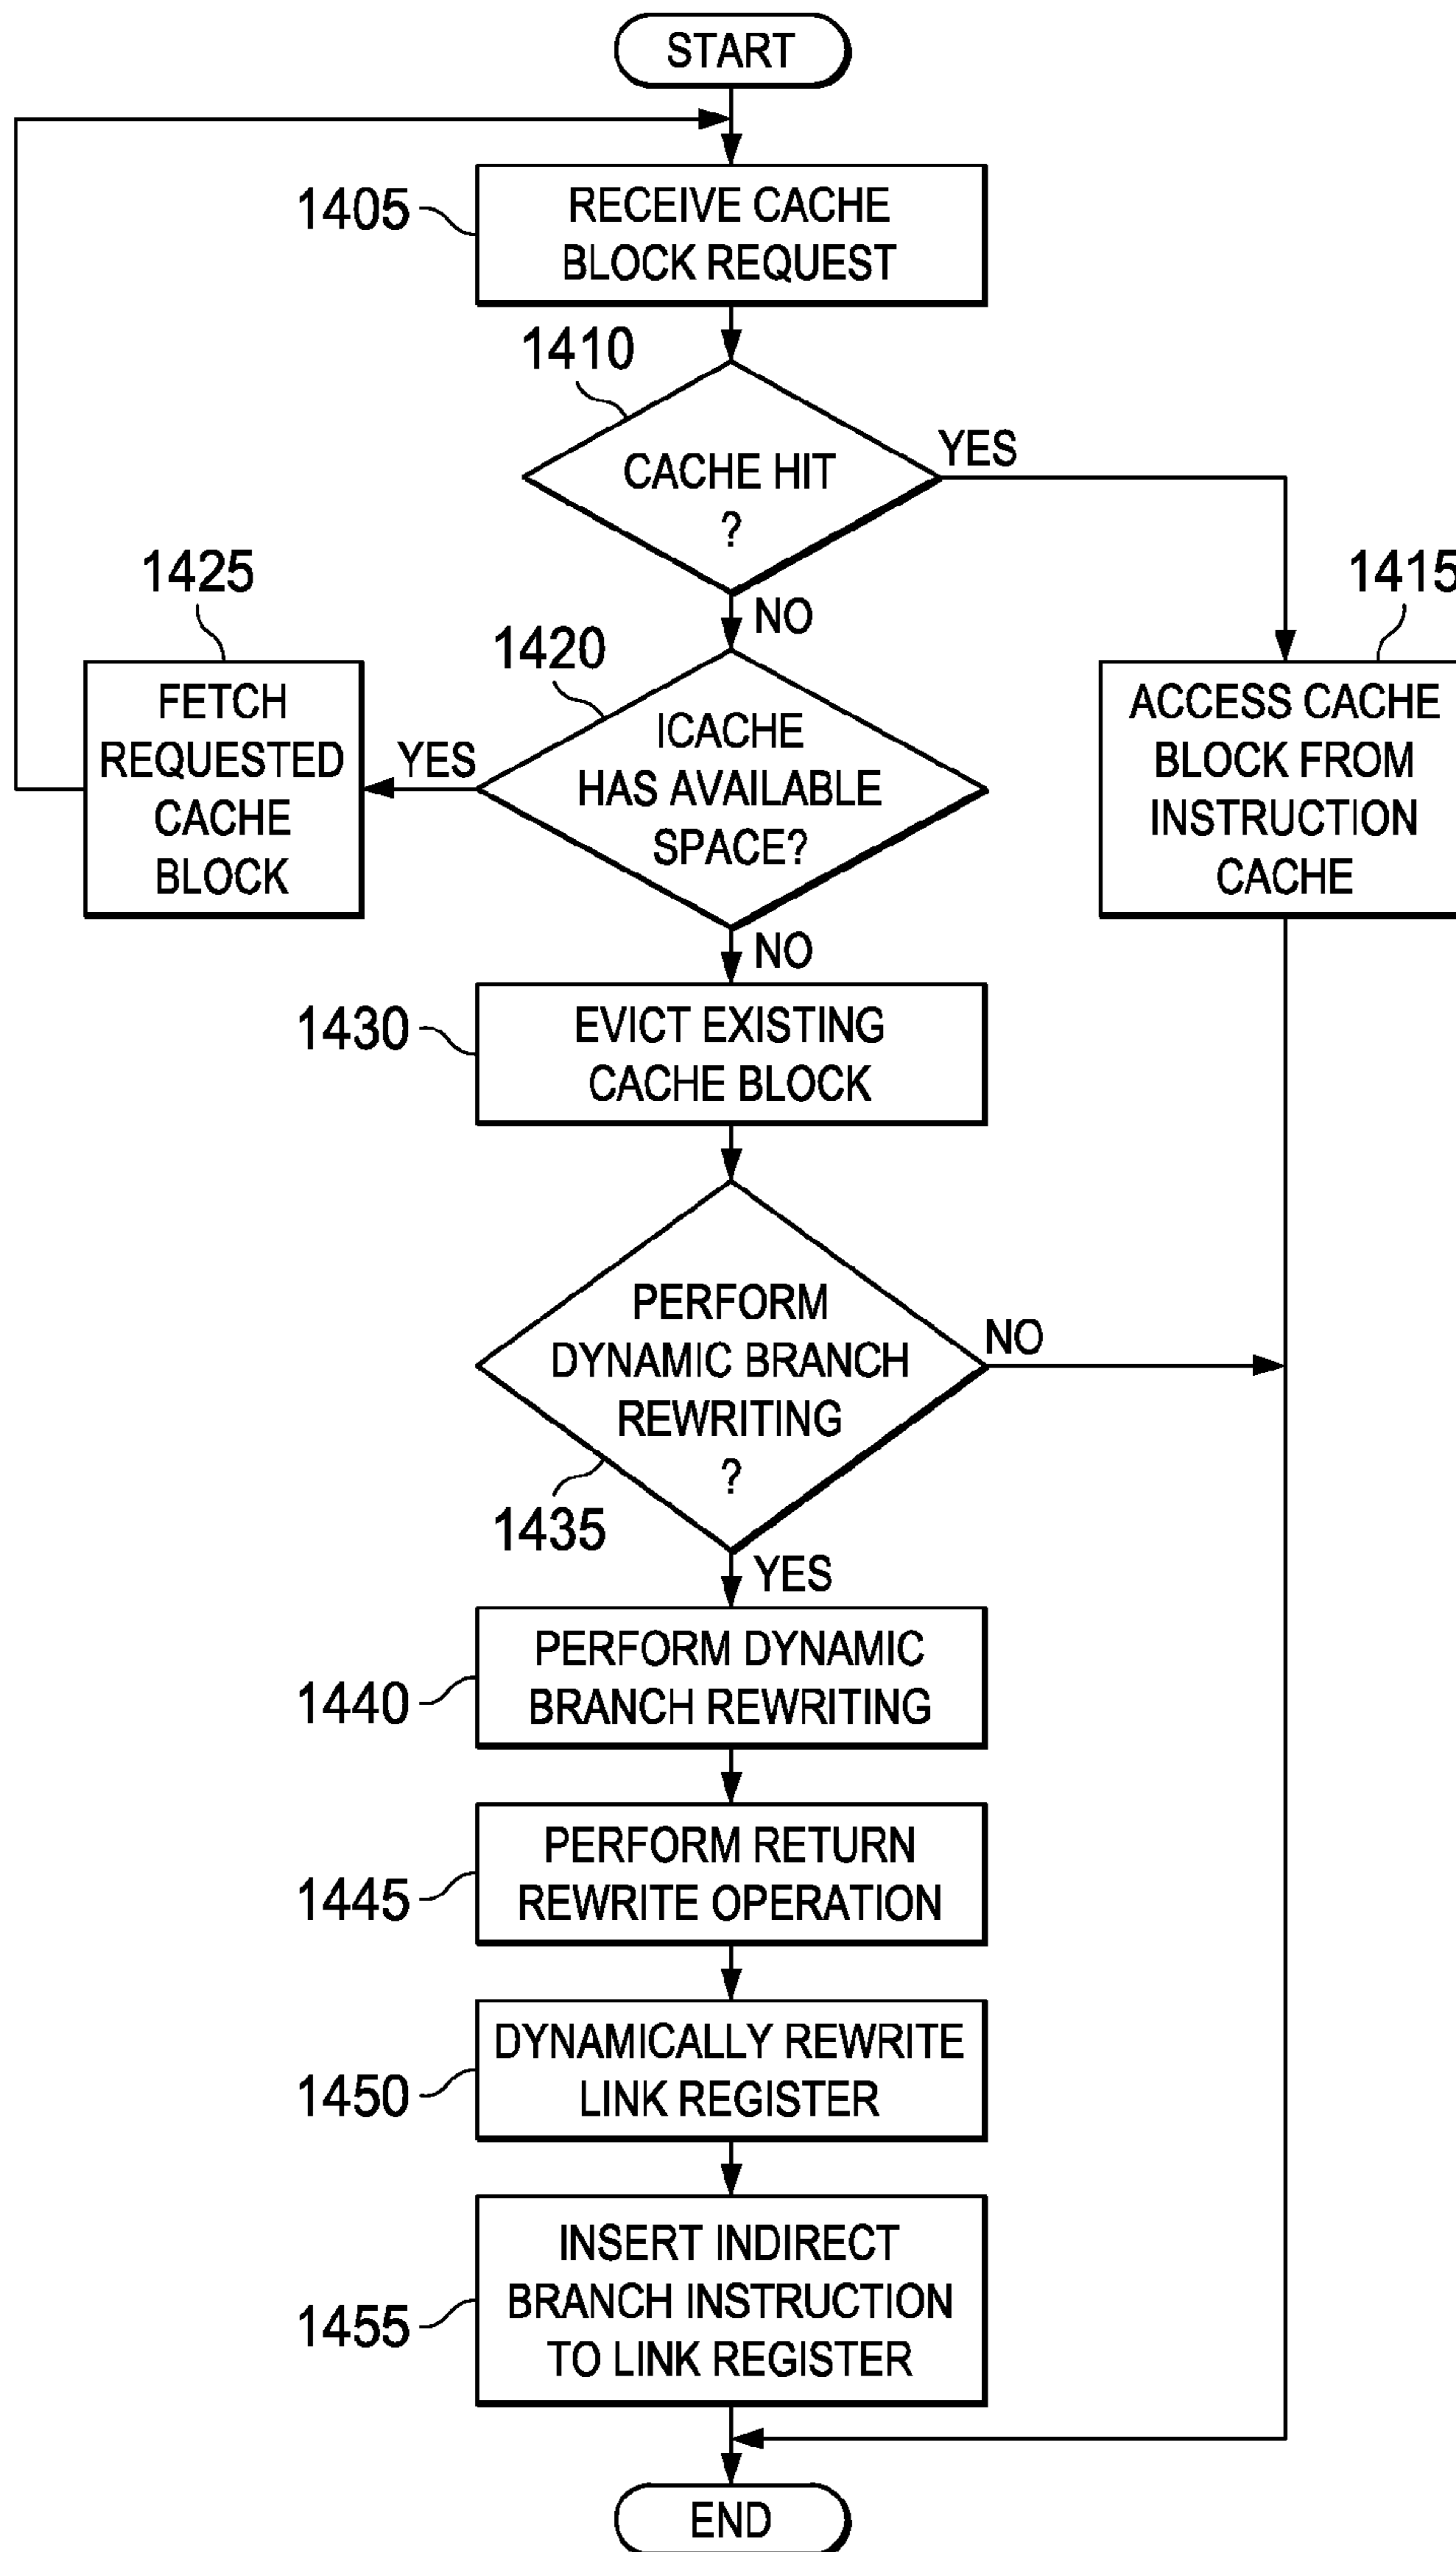 START
1405
RECEIVE CACHE
BLOCK REQUEST
1410
CACHE HIT
?
YES
NO
1425
FETCH
REQUESTED
CACHE
BLOCK
YES
1420
ICACHE
HAS AVAILABLE
SPACE?
1415
ACCESS CACHE
BLOCK FROM
INSTRUCTION
CACHE
NO
1430
EVICT EXISTING
CACHE BLOCK
PERFORM
DYNAMIC BRANCH
REWRITING
?
NO
1435
YES
1440
PERFORM DYNAMIC
BRANCH REWRITING
1445
PERFORM RETURN
REWRITE OPERATION
1450
DYNAMICALLY REWRITE
LINK REGISTER
1455
INSERT INDIRECT
BRANCH INSTRUCTION
TO LINK REGISTER
END